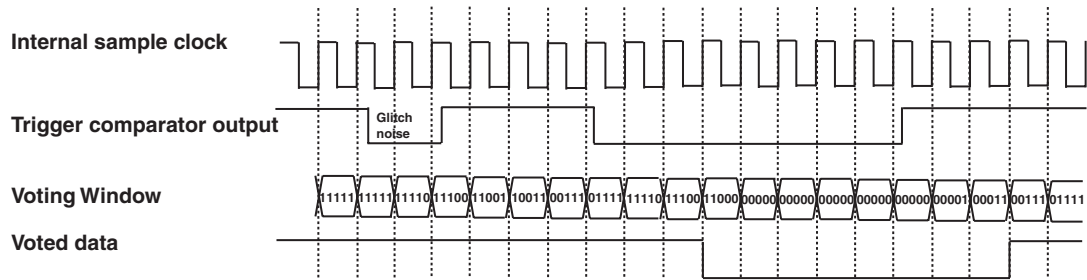 Internal sample clock
Trigger comparator output
Glitch
noise
Voting Window
11111 11111 11110 11100 11001 10011 00111 01111 11110 11100 11000 00000 00000 00000 00000 00000 00001 00011 00111 01111
Voted data